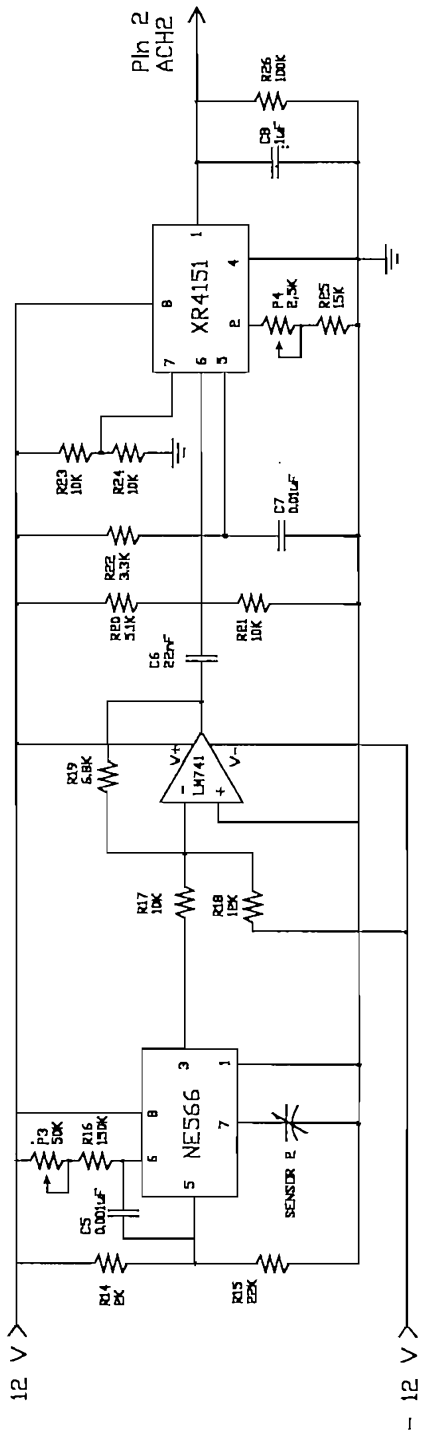 12 V
- 12 V
R14
2K
R15
22K
C5
0.001uF
P3
50K
R16
150K
5
6
8
NE566
3
7
1
SENSOR 2
R17
10K
R18
12K
R19
6.8K
V+
-
LM741
+
V-
C6
22nF
R20
5.1K
R21
10K
R22
3.3K
C7
0.01uF
R23
10K
R24
10K
7
6
5
8
XR4151
1
2
4
P4
2,5K
R25
15K
C8
.1uF
R26
100K
Pin 2
ACH2